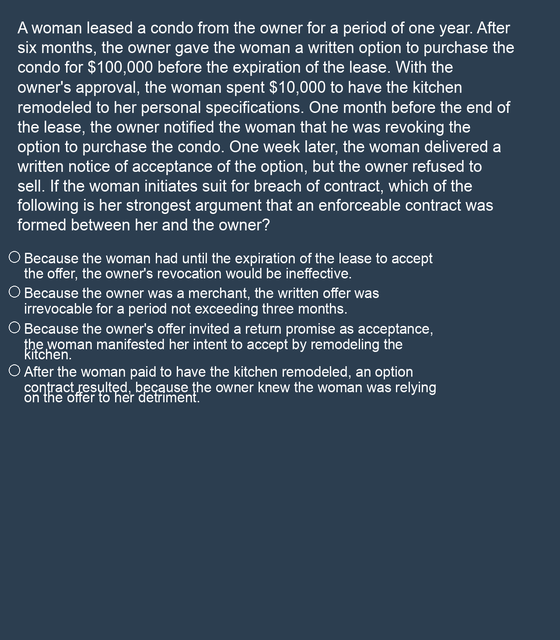 A woman leased a condo from the owner for a period of one year. After
six months, the owner gave the woman a written option to purchase the
condo for $100,000 before the expiration of the lease. With the
owner's approval, the woman spent $10,000 to have the kitchen
remodeled to her personal specifications. One month before the end of
the lease, the owner notified the woman that he was revoking the
option to purchase the condo. One week later, the woman delivered a
written notice of acceptance of the option, but the owner refused to
sell. If the woman initiates suit for breach of contract, which of the
following is her strongest argument that an enforceable contract was
formed between her and the owner?
Because the woman had until the expiration of the lease to accept
the offer, the owner's revocation would be ineffective.
Because the owner was a merchant, the written offer was
irrevocable for a period not exceeding three months.
Because the owner's offer invited a return promise as acceptance,
the woman manifested her intent to accept by remodeling the
kitchen.
After the woman paid to have the kitchen remodeled, an option
contract resulted, because the owner knew the woman was relying
on the offer to her detriment.